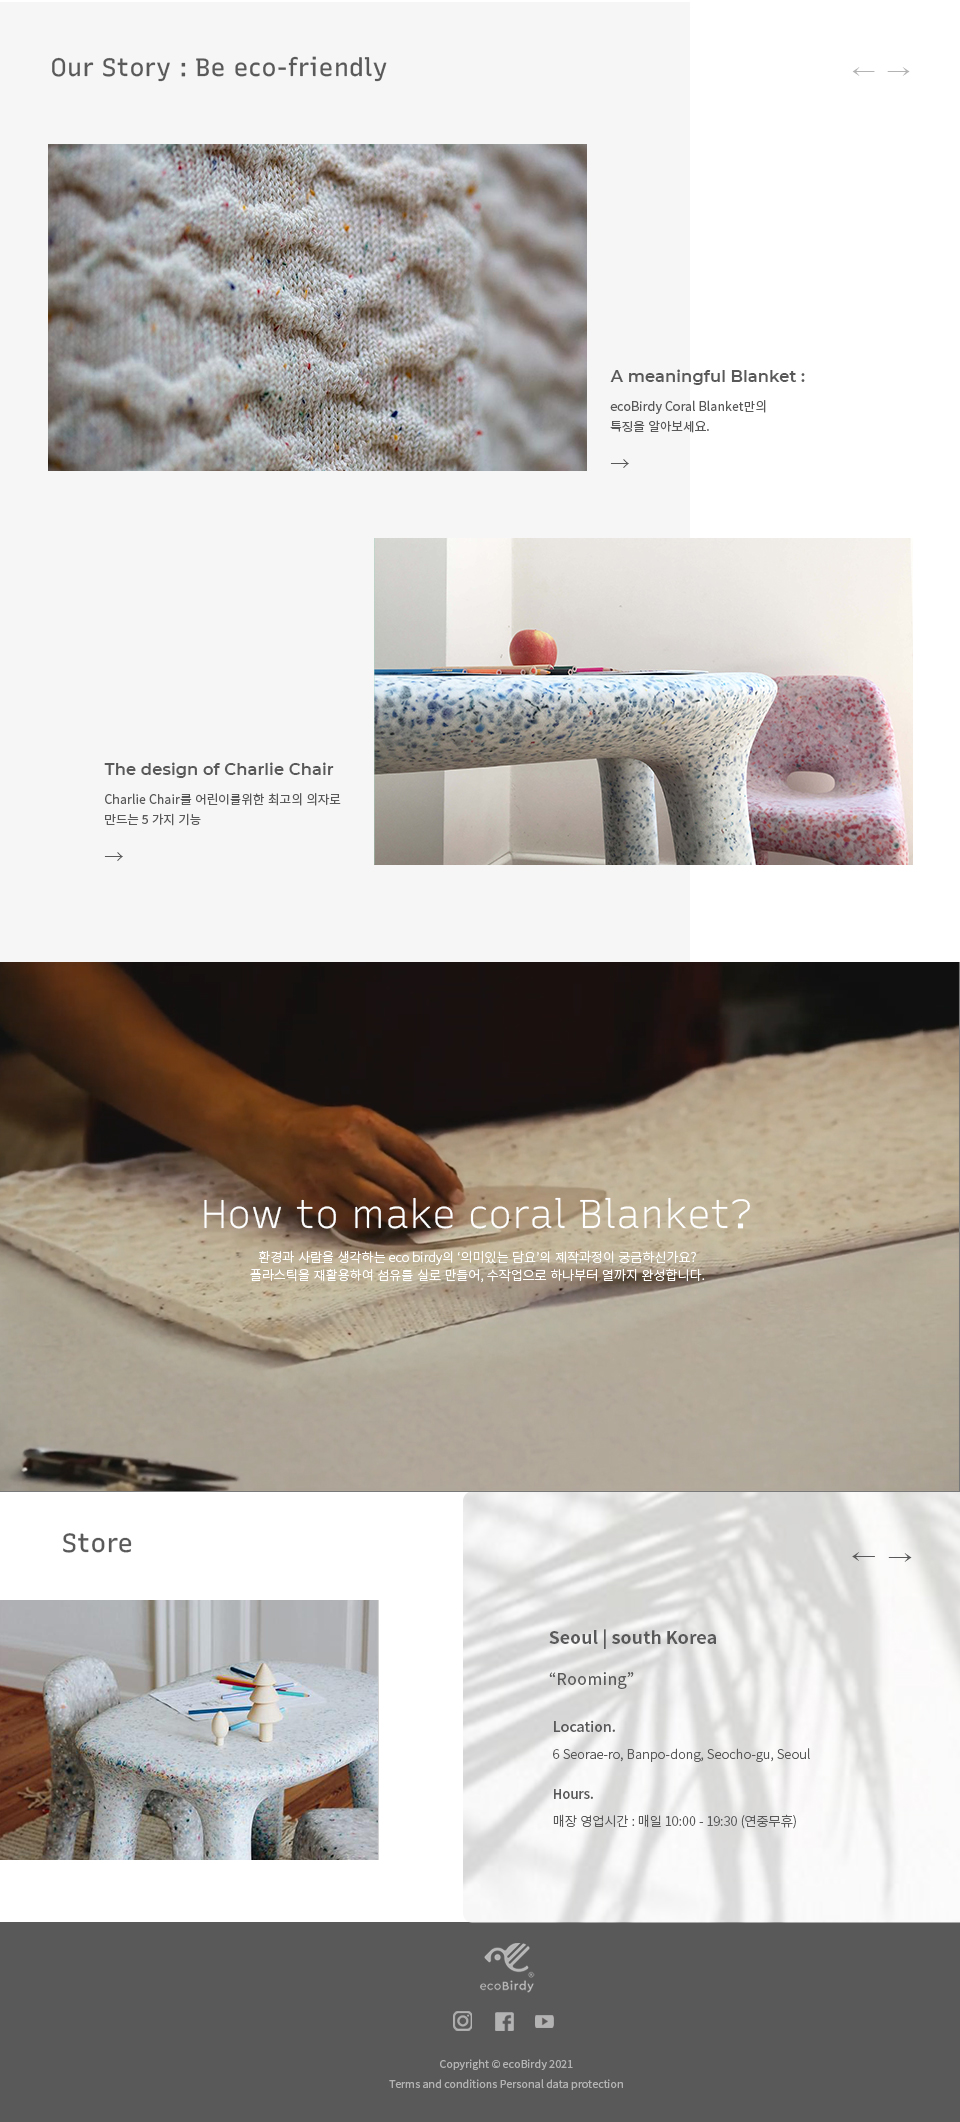 Our Story : Be eco-friendly
A meaningful Blanket :
ecoBirdy Coral Blanket만의
특징을 알아보세요.
The design of Charlie Chair
Charlie Chair를 어린이를위한 최고의 의자로
만드는 5 가지 기능
How to make coral Blanket?
환경과 사람을 생각하는 eco birdy의 '의미있는 담요'의 제작과정이 궁금하신가요?
플라스틱을 재활용하여 섬유를 실로 만들어, 수작업으로 하나부터 열까지 완성합니다.
Store
Seoul | south Korea
“Rooming”
Location.
6 Seorae-ro, Banpo-dong, Seocho-gu, Seoul
Hours.
매장 영업시간 : 매일 10:00 - 19:30 (연중무휴)
ecoBirdy
Copyright © ecoBirdy 2021
Terms and conditions Personal data protection